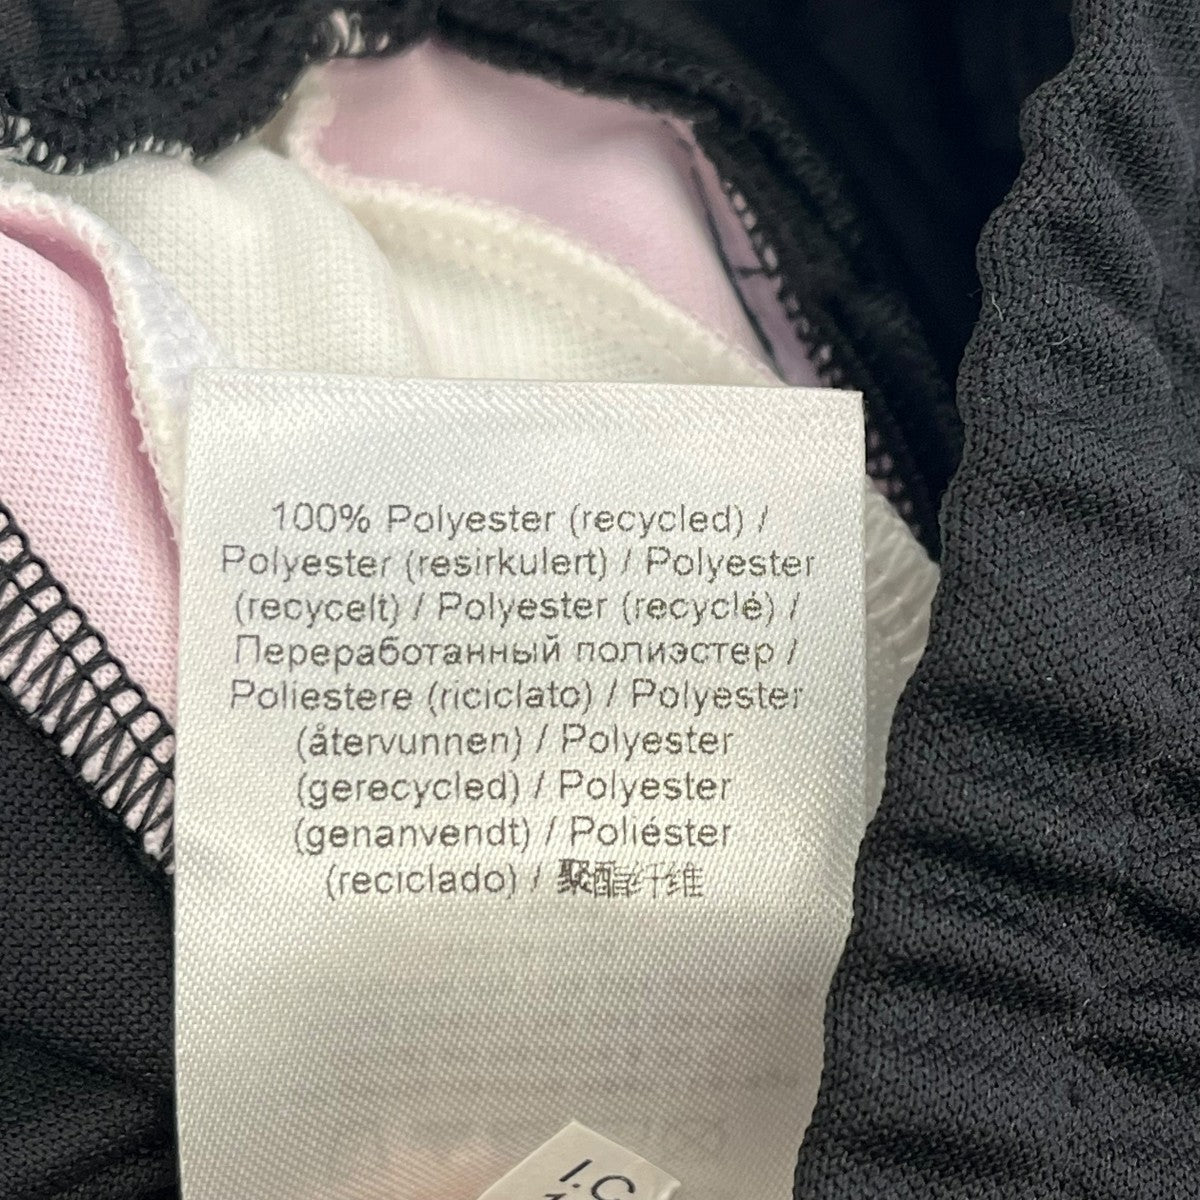 100% Polyester (recycled) /
Polyester (resirkulert) / Polyester
(recycelt) / Polyester (recyclé) /
Переработанный полиэстер /
Poliestere (riciclato) / Polyester
(återvunnen) / Polyester
(gerecycled) / Polyester
(genanvendt) / Poliéster
(reciclado) / 聚酯纤维
I.C